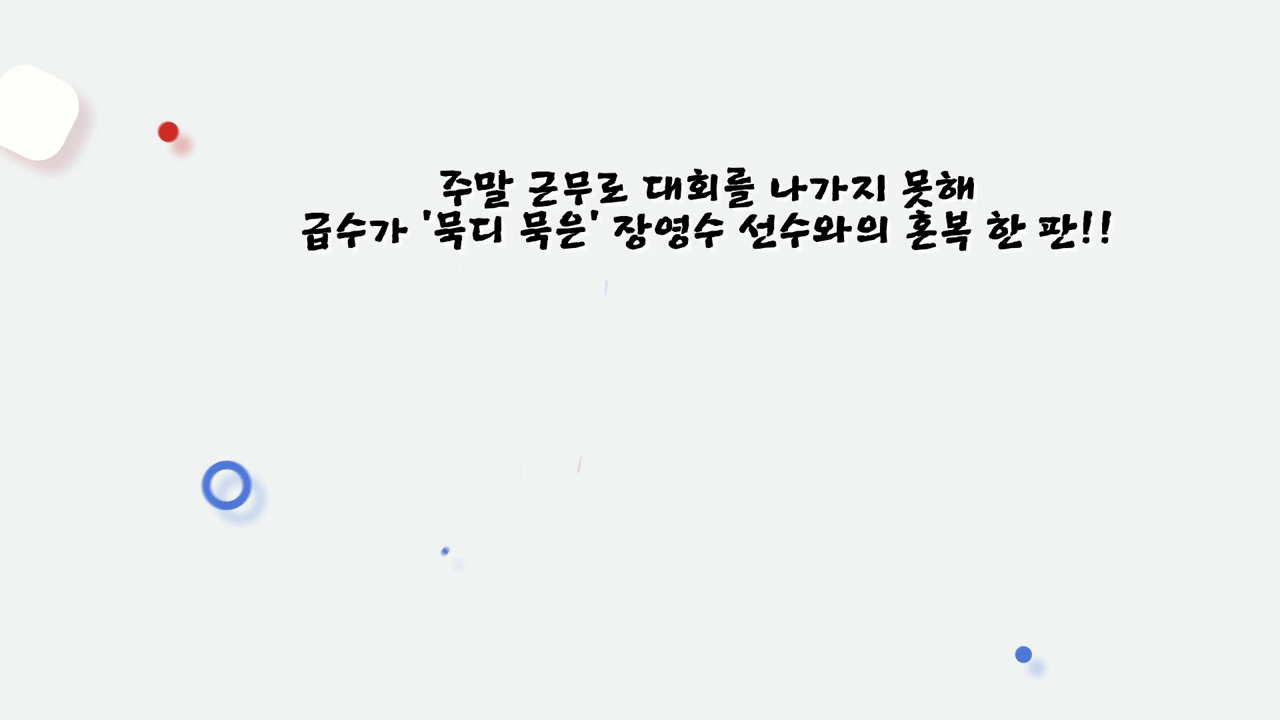 주말 근무로 대회를 나가지 못해
급수가 '묵디 묵은' 장영수 선수와의 혼복 한 판!!